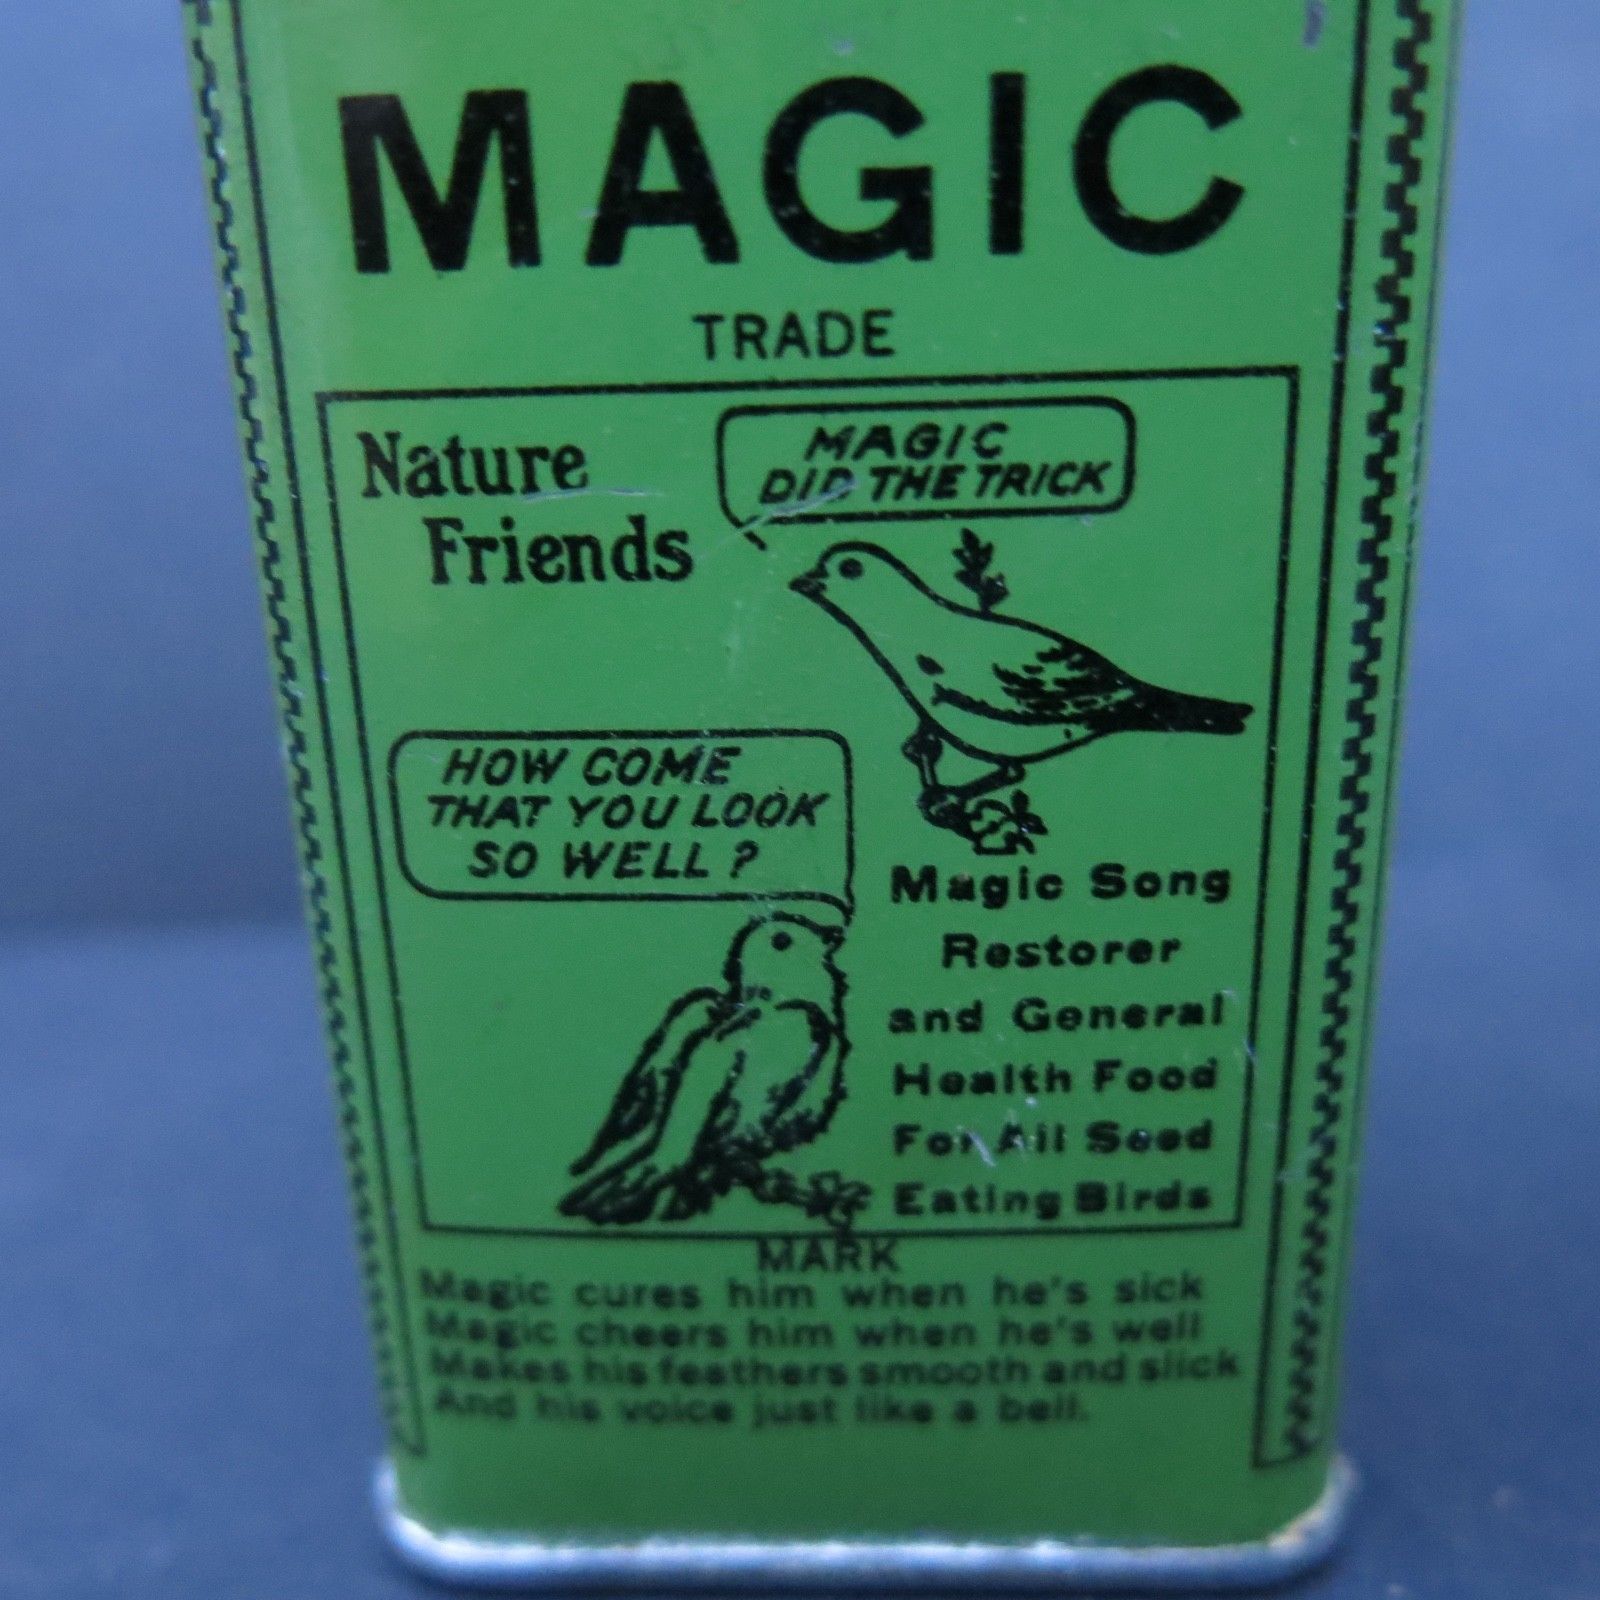 MAGIC
TRADE
Nature
Friends
MAGIC
DID THE TRICK
HOW COME
THAT YOU LOOK
SO WELL?
Magic Song
Restorer
and General
Health Food
For All Seed
Eating Birds
MARK
Magic cures him when he's sick
Magic cheers him when he's well
Makes his feathers smooth and slick
And his voice just like a bell.